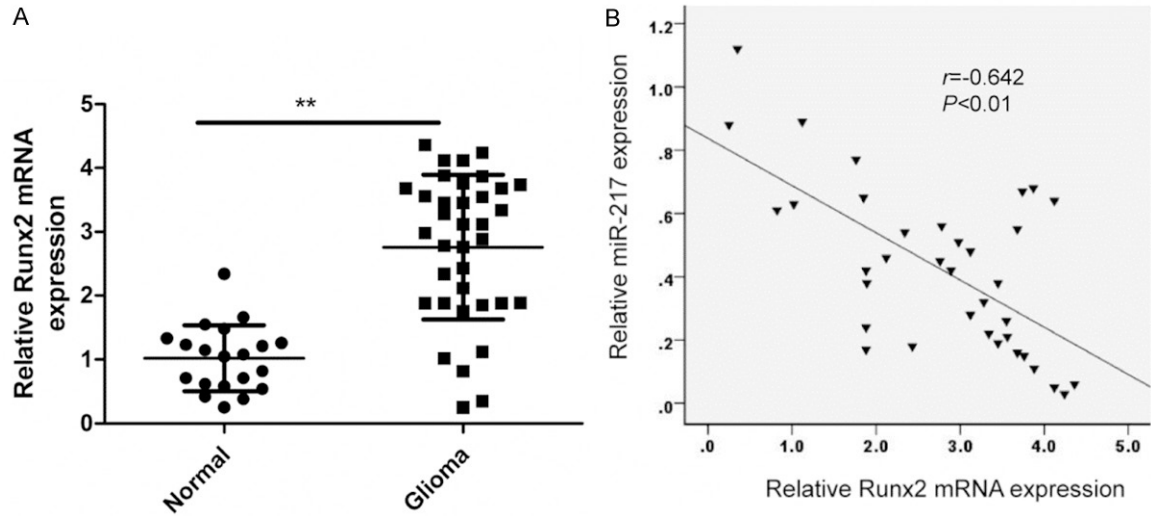 A
Relative Runx2 mRNA
expression
5
4
3
2
1
0
**
Normal
Glioma
B
Relative miR-217 expression
1.2
1.0
.8
.6
.4
.2
.0
r=-0.642
P<0.01
.0
1.0
2.0
3.0
4.0
5.0
Relative Runx2 mRNA expression